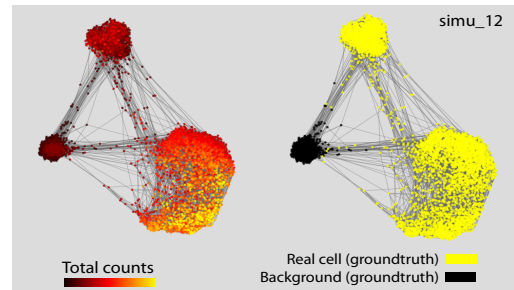 simu_12
Total counts
Real cell (groundtruth)
Background (groundtruth)